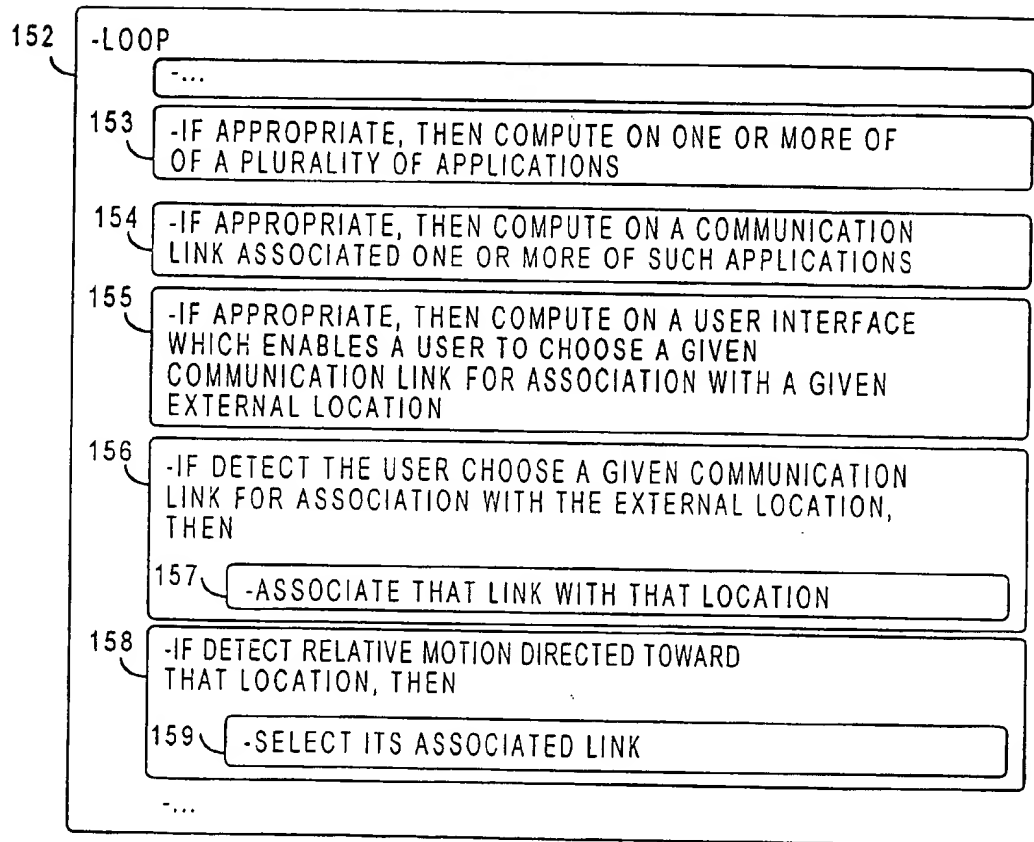 152 -LOOP
-...
153 -IF APPROPRIATE, THEN COMPUTE ON ONE OR MORE OF
OF A PLURALITY OF APPLICATIONS
154 -IF APPROPRIATE, THEN COMPUTE ON A COMMUNICATION
LINK ASSOCIATED ONE OR MORE OF SUCH APPLICATIONS
155 -IF APPROPRIATE, THEN COMPUTE ON A USER INTERFACE
WHICH ENABLES A USER TO CHOOSE A GIVEN
COMMUNICATION LINK FOR ASSOCIATION WITH A GIVEN
EXTERNAL LOCATION
156 -IF DETECT THE USER CHOOSE A GIVEN COMMUNICATION
LINK FOR ASSOCIATION WITH THE EXTERNAL LOCATION,
THEN
157 -ASSOCIATE THAT LINK WITH THAT LOCATION
158 -IF DETECT RELATIVE MOTION DIRECTED TOWARD
THAT LOCATION, THEN
159 -SELECT ITS ASSOCIATED LINK
-...